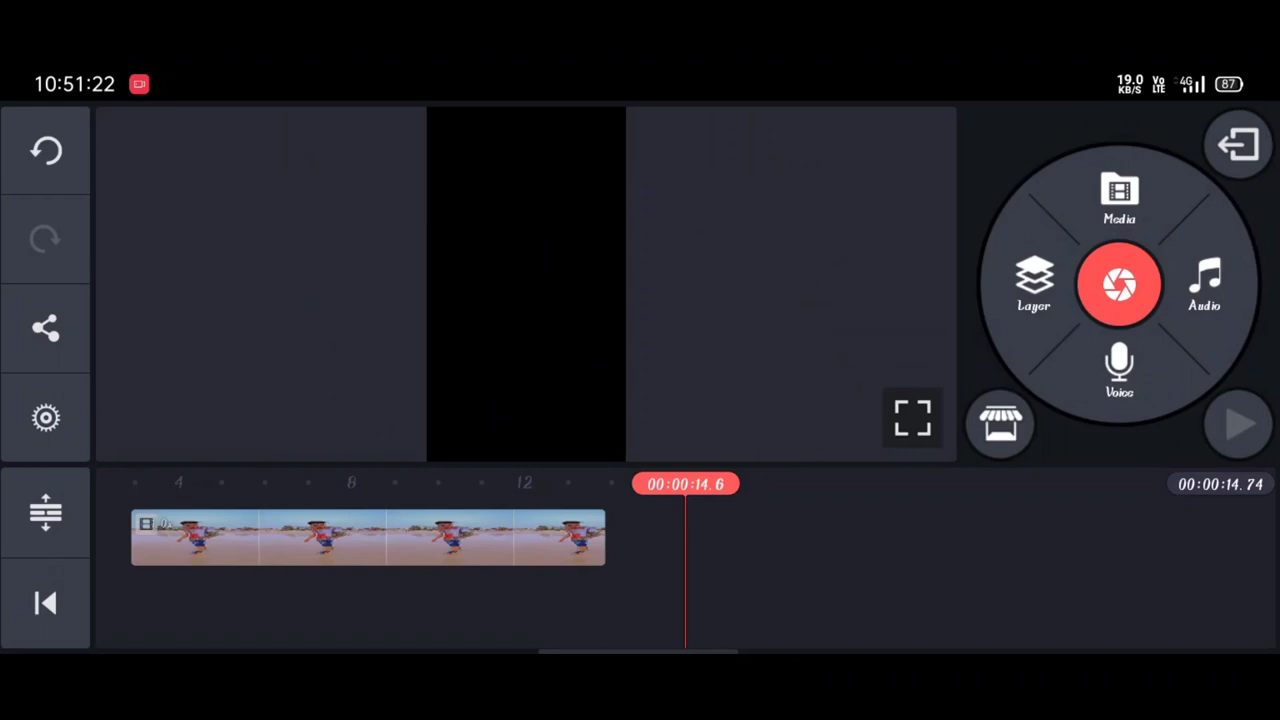 10:51:22
19.0 KB/S Vo LTE 4G 87
Media
Layer
Audio
Voice
4 8 12 00:00:14.6 00:00:14.74